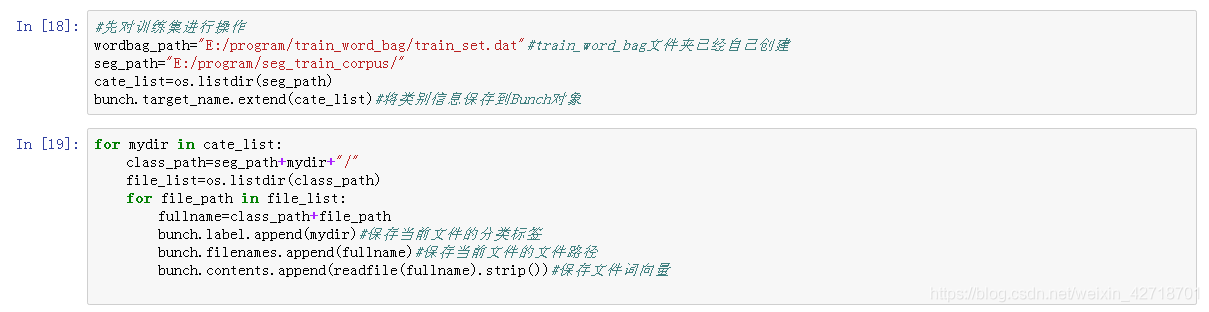 In [18]:
#先对训练集进行操作
wordbag_path="E:/program/train_word_bag/train_set.dat"#train_word_bag文件夹已经自己创建
seg_path="E:/program/seg_train_corpus/"
cate_list=os.listdir(seg_path)
bunch.target_name.extend(cate_list)#将类别信息保存到Bunch对象
In [19]:
for mydir in cate_list:
    class_path=seg_path+mydir+"/"
    file_list=os.listdir(class_path)
    for file_path in file_list:
        fullname=class_path+file_path
        bunch.label.append(mydir)#保存当前文件的分类标签
        bunch.filenames.append(fullname)#保存当前文件的文件路径
        bunch.contents.append(readfile(fullname).strip())#保存文件词向量
https://blog.csdn.net/weixin_42718701